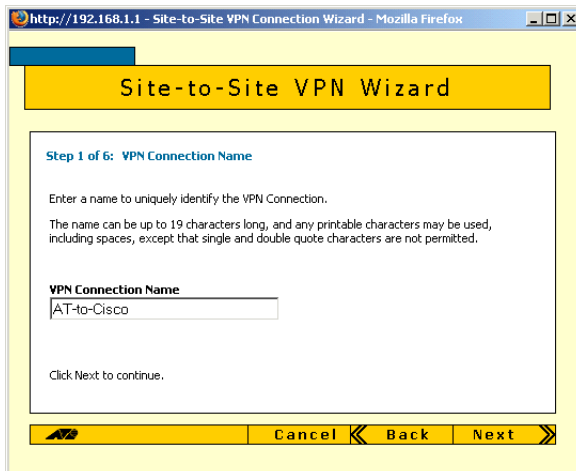 http://192.168.1.1 - Site-to-Site VPN Connection Wizard - Mozilla Firefox
Site-to-Site VPN Wizard
Step 1 of 6: VPN Connection Name
Enter a name to uniquely identify the VPN Connection.
The name can be up to 19 characters long, and any printable characters may be used,
including spaces, except that single and double quote characters are not permitted.
VPN Connection Name
AT-to-Cisco
Click Next to continue.
Cancel Back Next